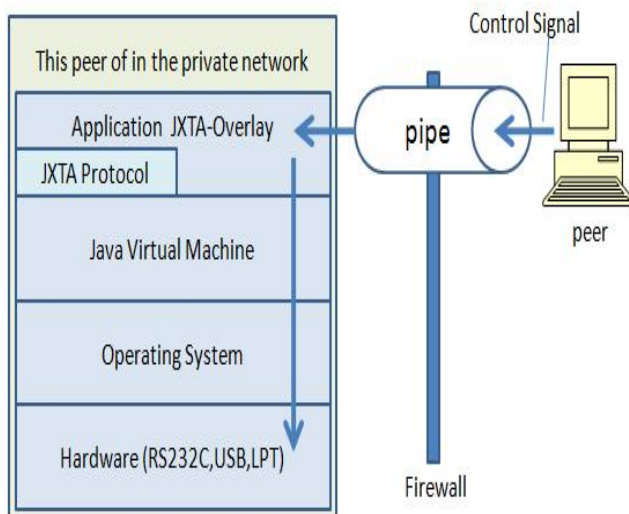 This peer of in the private network
Application JXTA-Overlay
JXTA Protocol
Java Virtual Machine
Operating System
Hardware (RS232C,USB,LPT)
Control Signal
pipe
peer
Firewall